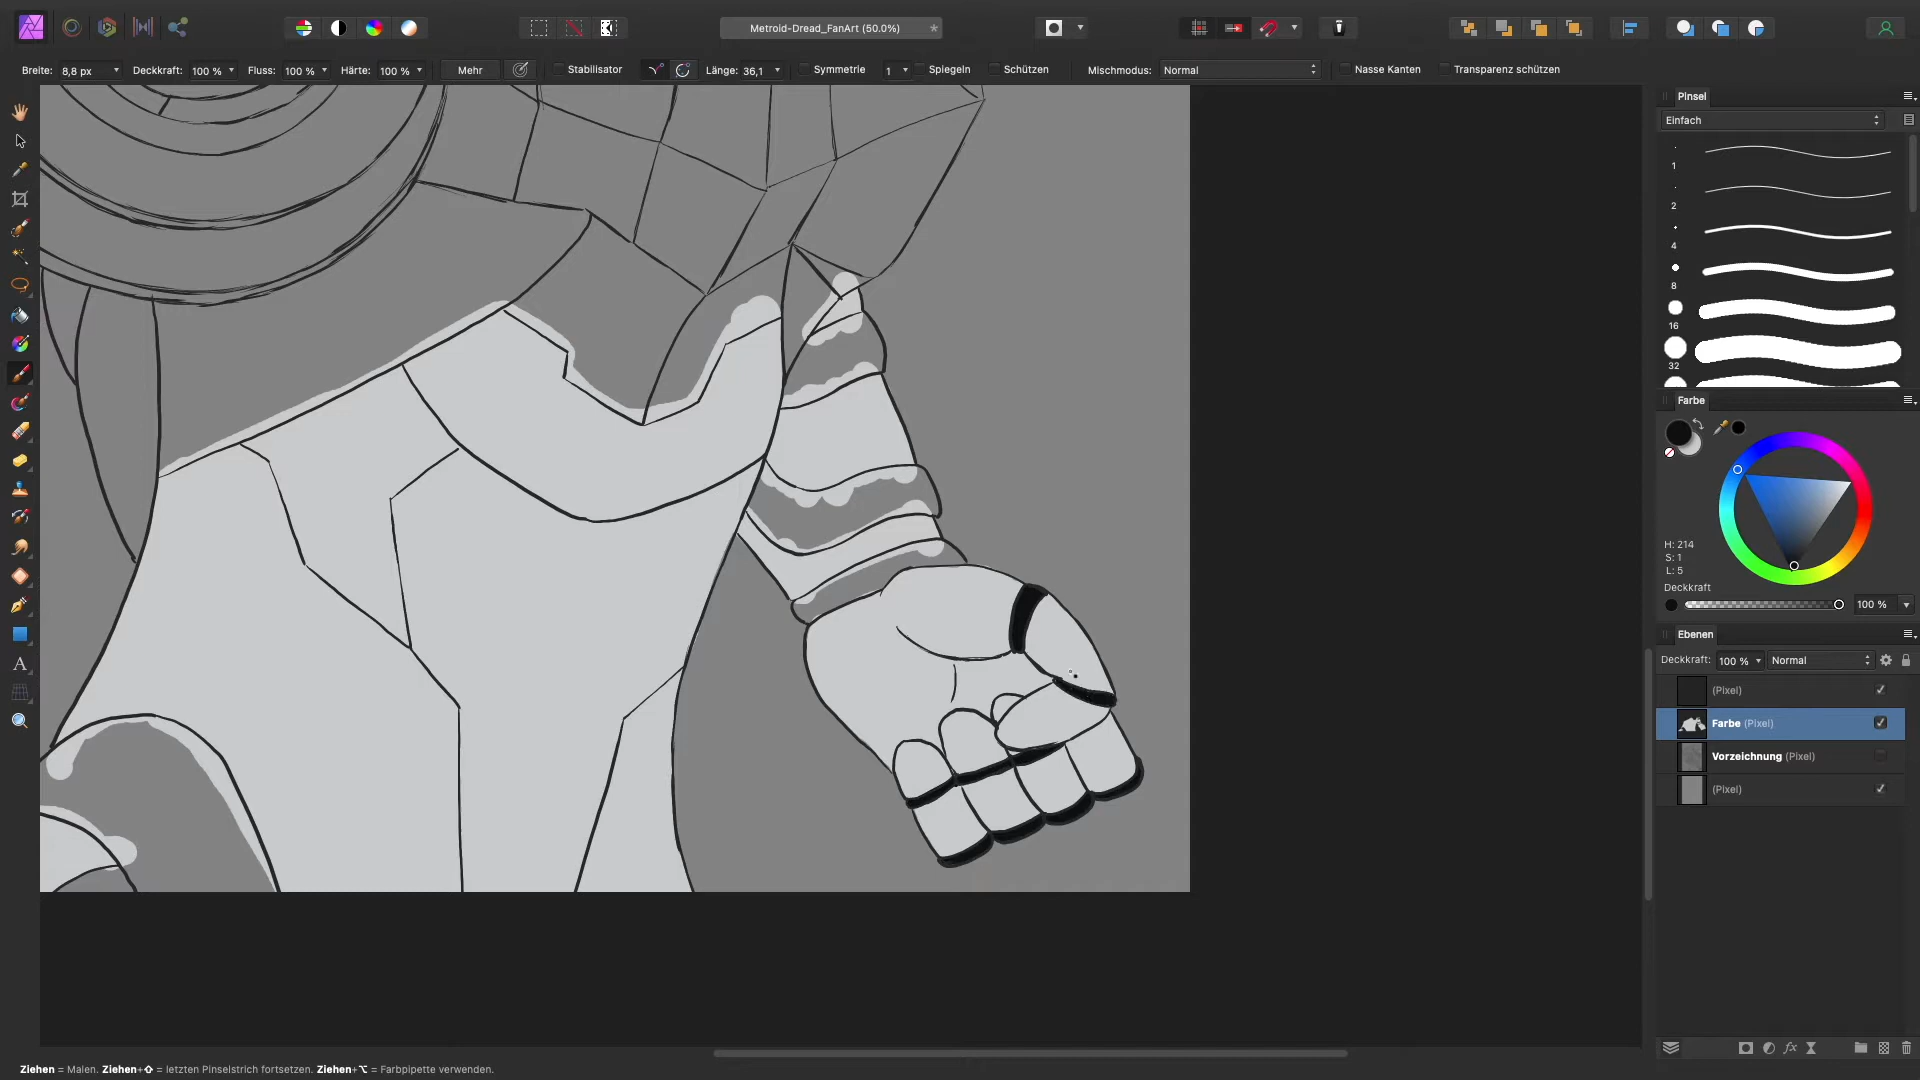 Metroid-Dread_FanArt (50.0%)
Breite: 8,8 px Deckkraft: 100 % Fluss: 100 % Härte: 100 % Mehr Stabilisator Länge: 36,1 Symmetrie 1 Spiegeln Schützen Mischmodus: Normal Nasse Kanten Transparenz schützen
Pinsel
Einfach
1
2
4
8
16
32
Farbe
H: 214
S: 1
L: 5
Deckkraft
100 %
Ebenen
Deckkraft: 100 % Normal
(Pixel)
Farbe (Pixel)
Vorzeichnung (Pixel)
(Pixel)
Ziehen = Malen. Ziehen+⇧ = letzten Pinselstrich fortsetzen. Ziehen+⌥ = Farbpipette verwenden.